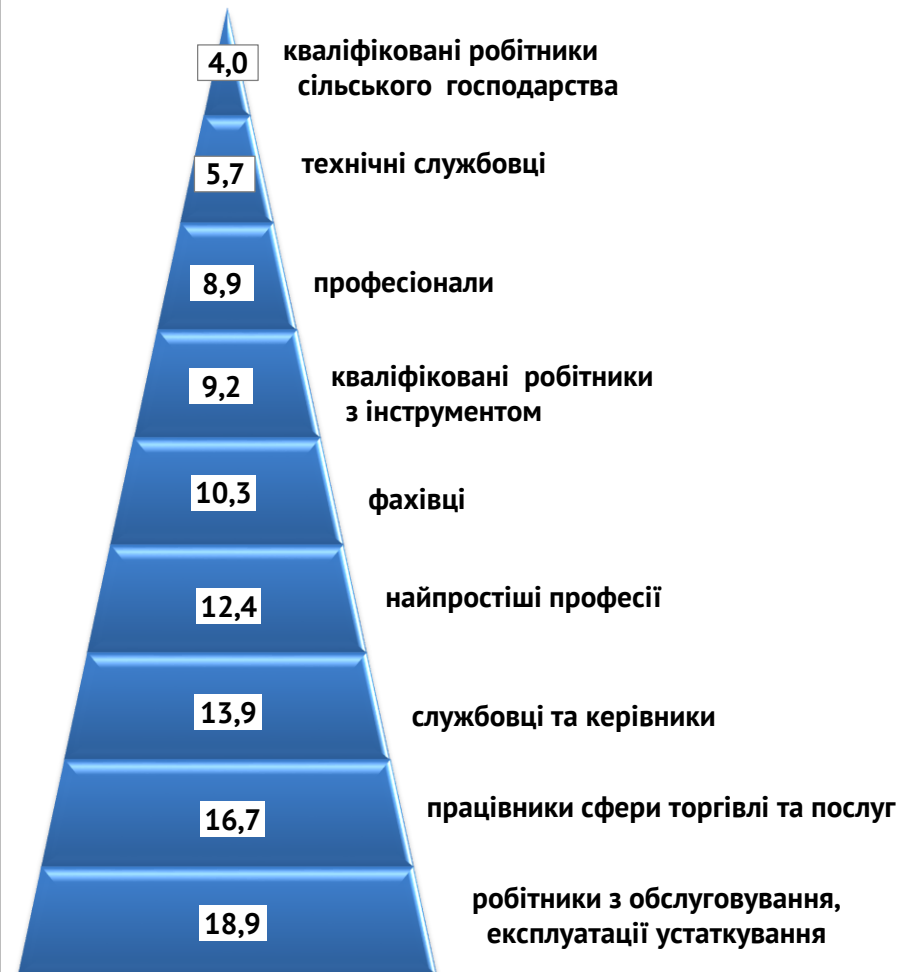 4,0
кваліфіковані робітники
сільського господарства
5,7
технічні службовці
8,9
професіонали
9,2
кваліфіковані робітники
з інструментом
10,3
фахівці
12,4
найпростіші професії
13,9
службовці та керівники
16,7
працівники сфери торгівлі та послуг
18,9
робітники з обслуговування,
експлуатації устаткування